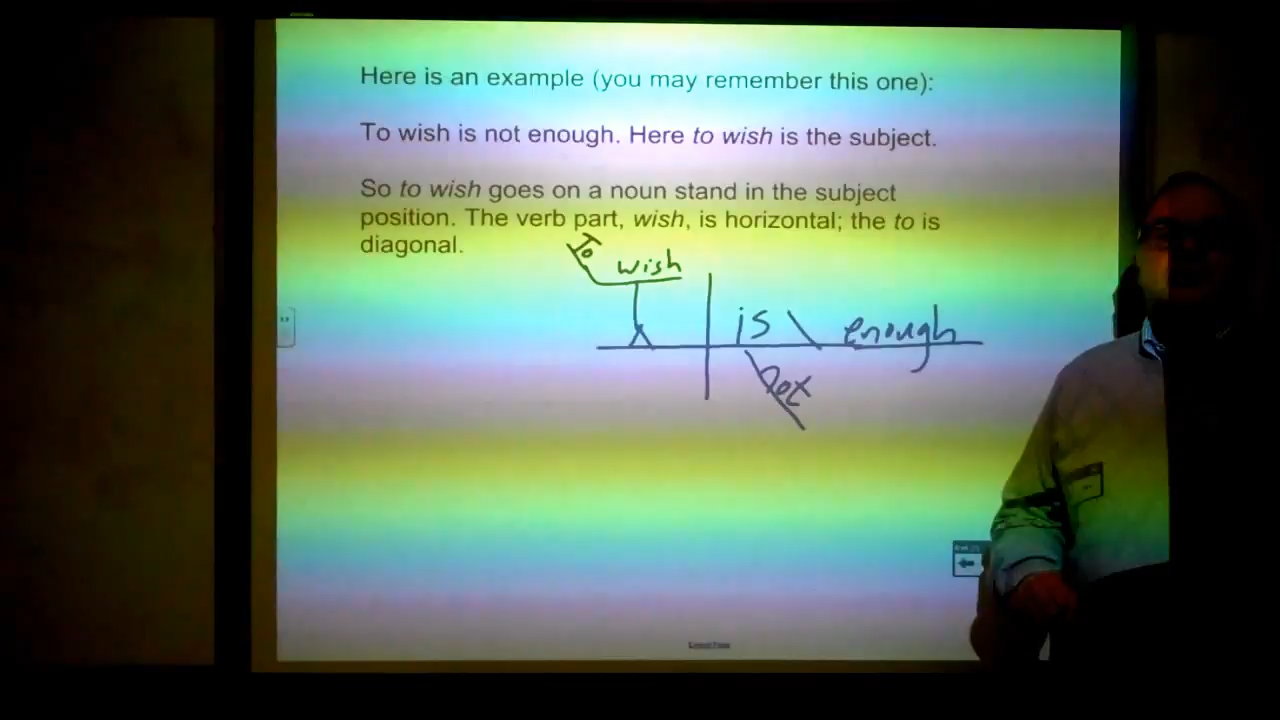 Here is an example (you may remember this one):
To wish is not enough. Here to wish is the subject.
So to wish goes on a noun stand in the subject
position. The verb part, wish, is horizontal; the to is
diagonal.
To wish
is \ enough
not